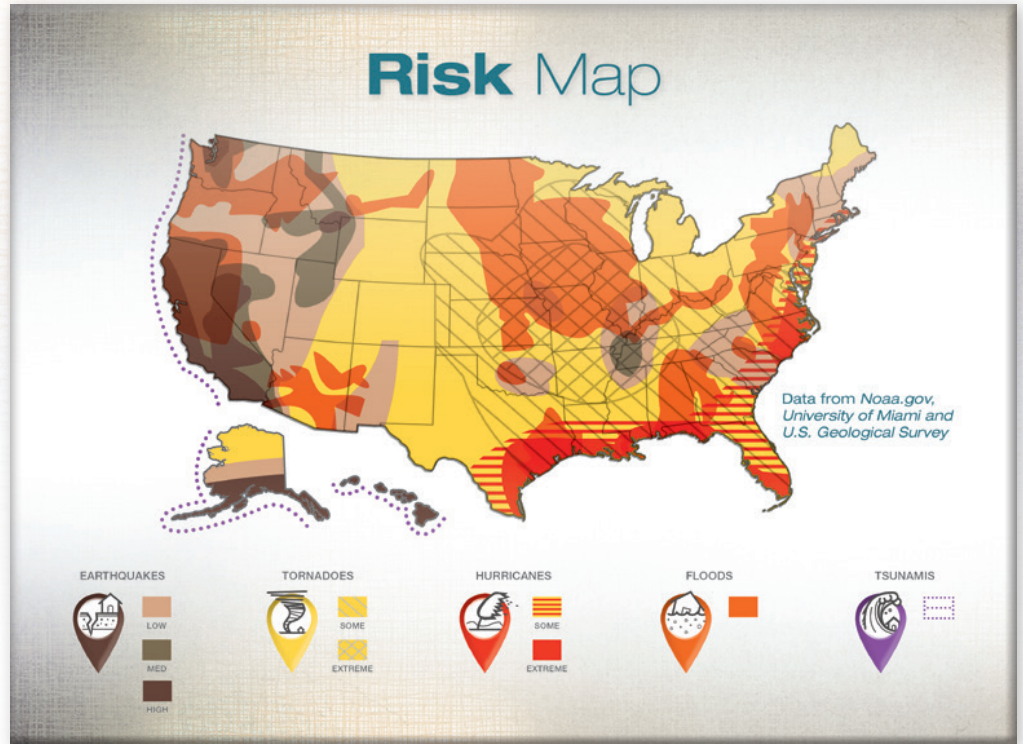 Risk Map
Data from Noaa.gov,
University of Miami and
U.S. Geological Survey
EARTHQUAKES
LOW
MED
HIGH
TORNADOES
SOME
EXTREME
HURRICANES
SOME
EXTREME
FLOODS
TSUNAMIS